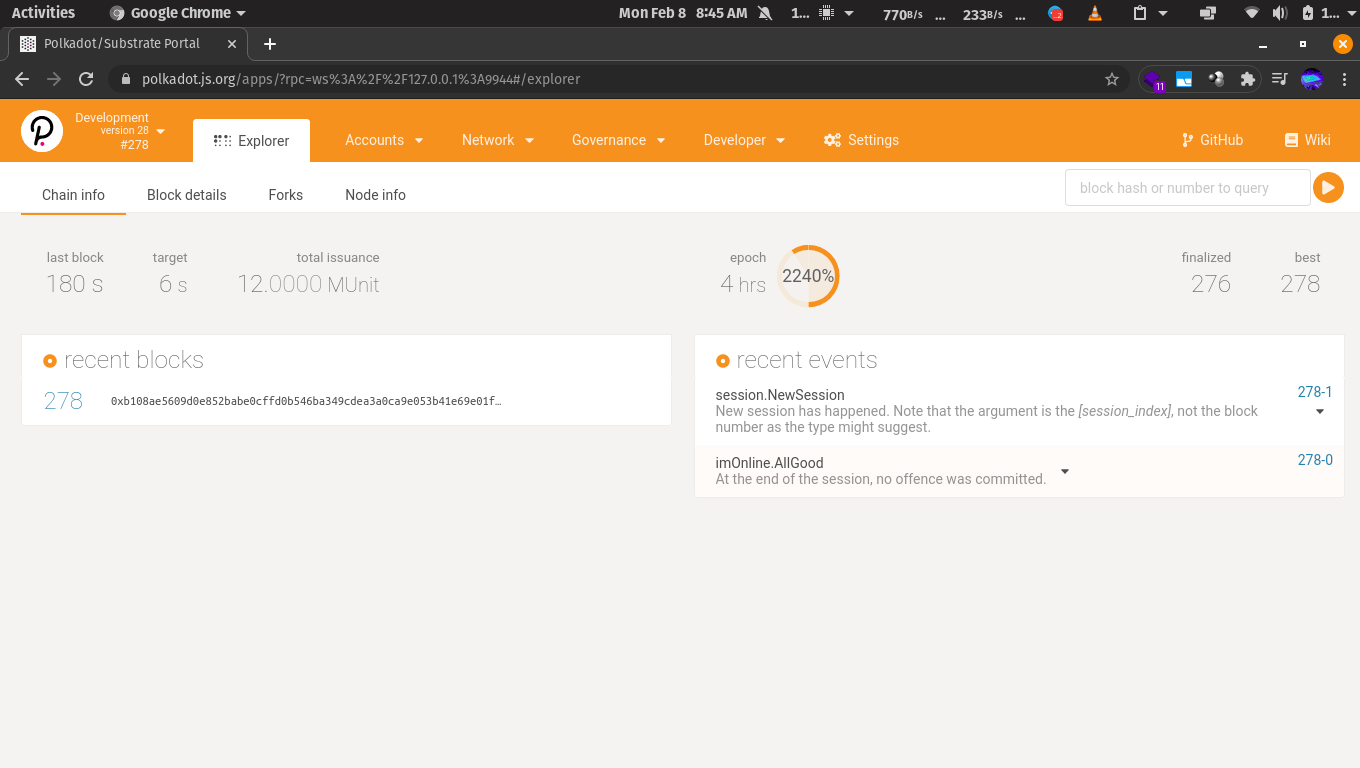 Activities Google Chrome Mon Feb 8 8:45 AM 1... 770B/s ... 233B/s ... 1...
Polkadot/Substrate Portal
polkadot.js.org/apps/?rpc=ws%3A%2F%2F127.0.0.1%3A9944#/explorer
11
Development
version 28
#278
Explorer Accounts Network Governance Developer Settings GitHub Wiki
Chain info Block details Forks Node info block hash or number to query
last block target total issuance epoch finalized best
180 s 6 s 12.0000 MUnit 4 hrs 2240% 276 278
recent blocks
278 0xb108ae5609d0e852babe0cffd0b546ba349cdea3a0ca9e053b41e69e01f…
recent events
session.NewSession 278-1
New session has happened. Note that the argument is the [session_index], not the block
number as the type might suggest.
imOnline.AllGood 278-0
At the end of the session, no offence was committed.